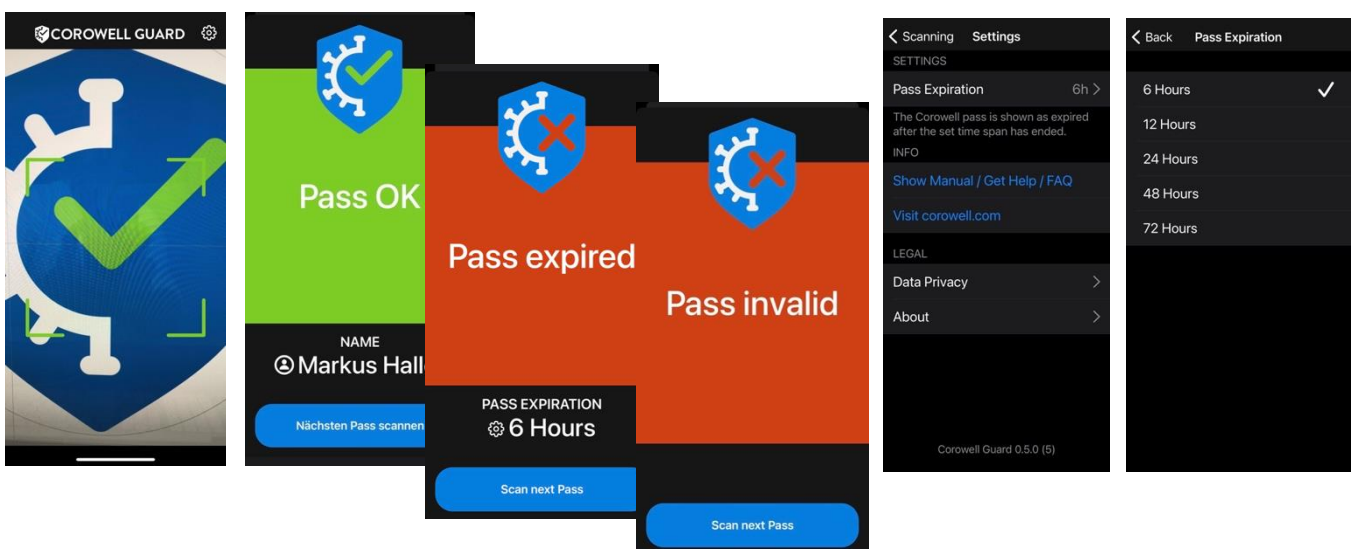 COROWELL GUARD
Pass OK
NAME
Markus Hall
Nächsten Pass scannen
Pass expired
PASS EXPIRATION
6 Hours
Scan next Pass
Pass invalid
Scan next Pass
Scanning Settings
SETTINGS
Pass Expiration 6h
The Corowell pass is shown as expired
after the set time span has ended.
INFO
Show Manual / Get Help / FAQ
Visit corowell.com
LEGAL
Data Privacy
About
Corowell Guard 0.5.0 (5)
Back Pass Expiration
6 Hours
12 Hours
24 Hours
48 Hours
72 Hours